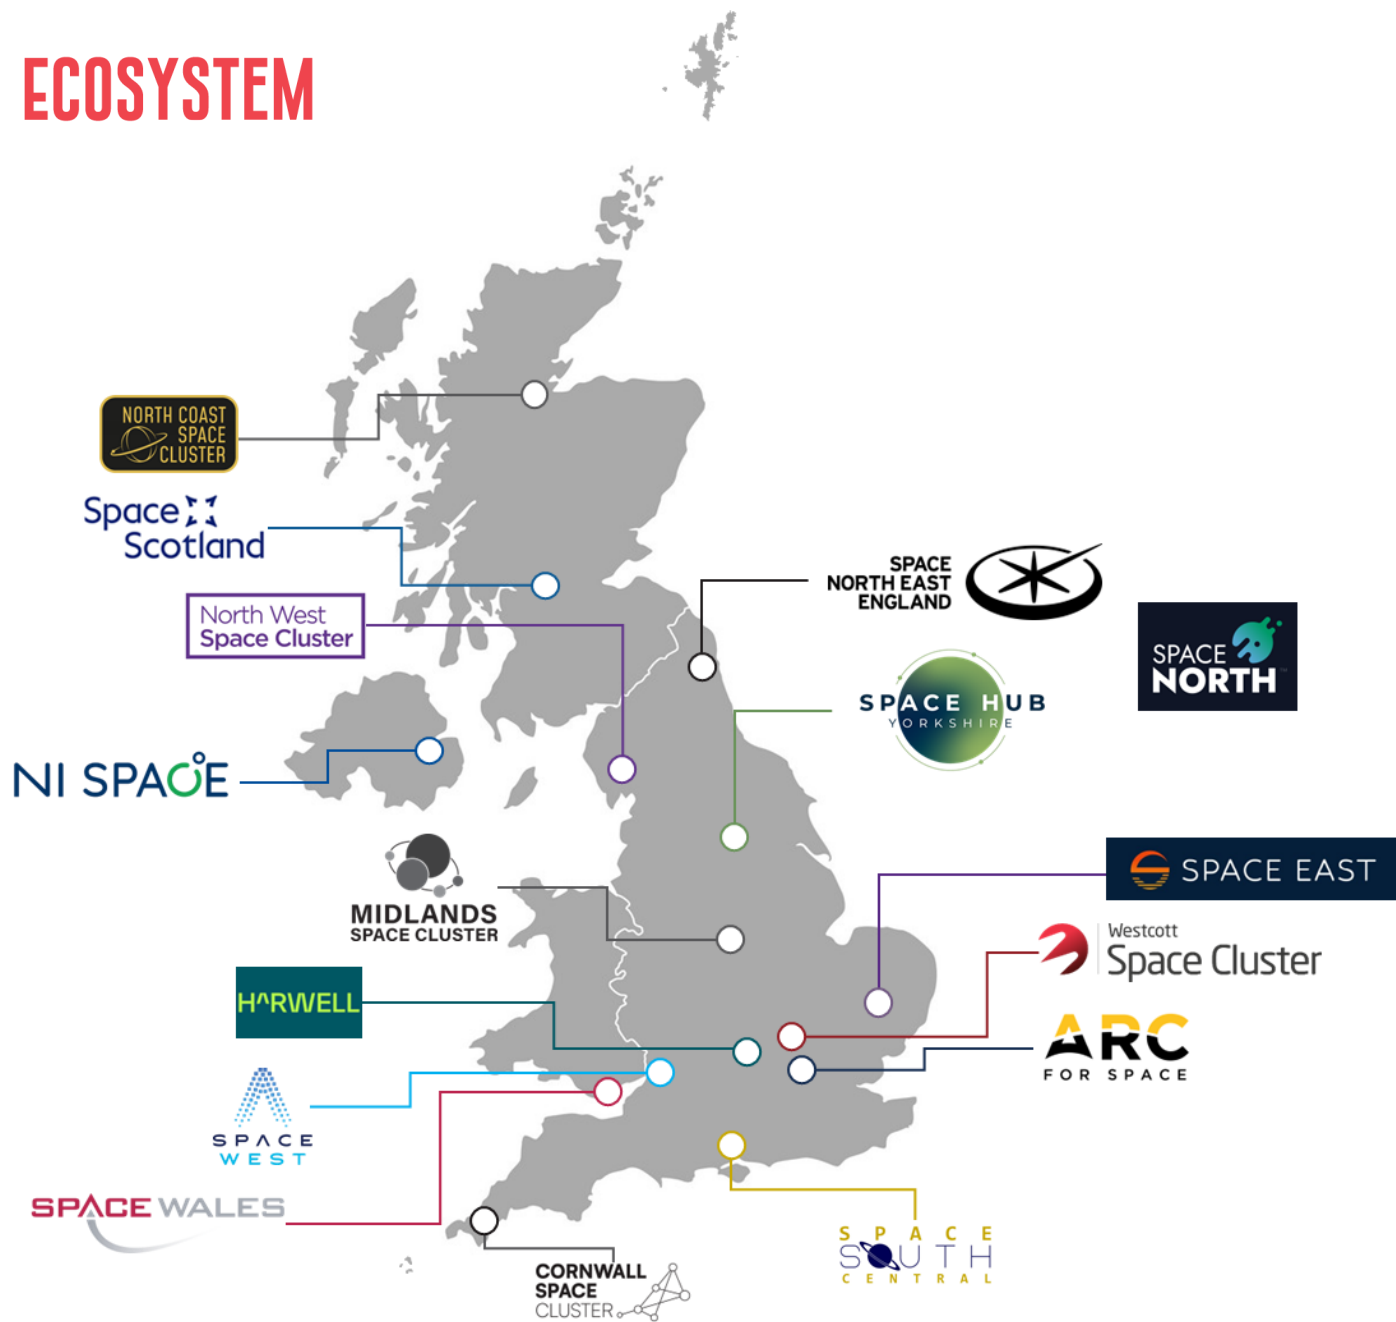 ECOSYSTEM
NORTH COAST
SPACE
CLUSTER
Space
Scotland
North West
Space Cluster
SPACE
NORTH EAST
ENGLAND
SPACE
NORTH
SPACE HUB
YORKSHIRE
NI SPACE
MIDLANDS
SPACE CLUSTER
SPACE EAST
Westcott
Space Cluster
HARWELL
ARC
FOR SPACE
SPACE
WEST
SPACE WALES
SPACE
SOUTH
CENTRAL
CORNWALL
SPACE
CLUSTER